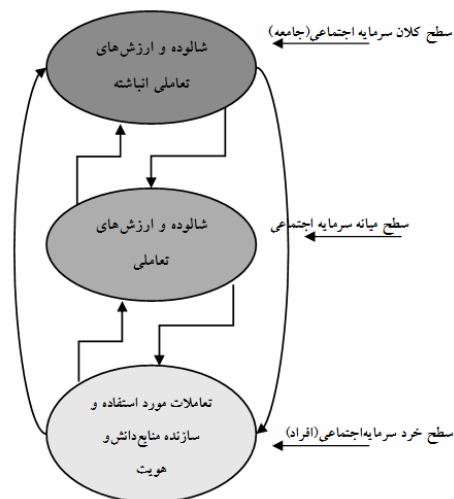 سطح کلان سرمایه اجتماعی(جامعه)
شالوده و ارزش‌های
تعاملی انباشته
سطح میانه سرمایه اجتماعی
شالوده و ارزش‌های
تعاملی
تعاملات مورد استفاده و
سازنده منابع‌دانش‌و
هویت
سطح خرد سرمایه‌اجتماعی(افراد)